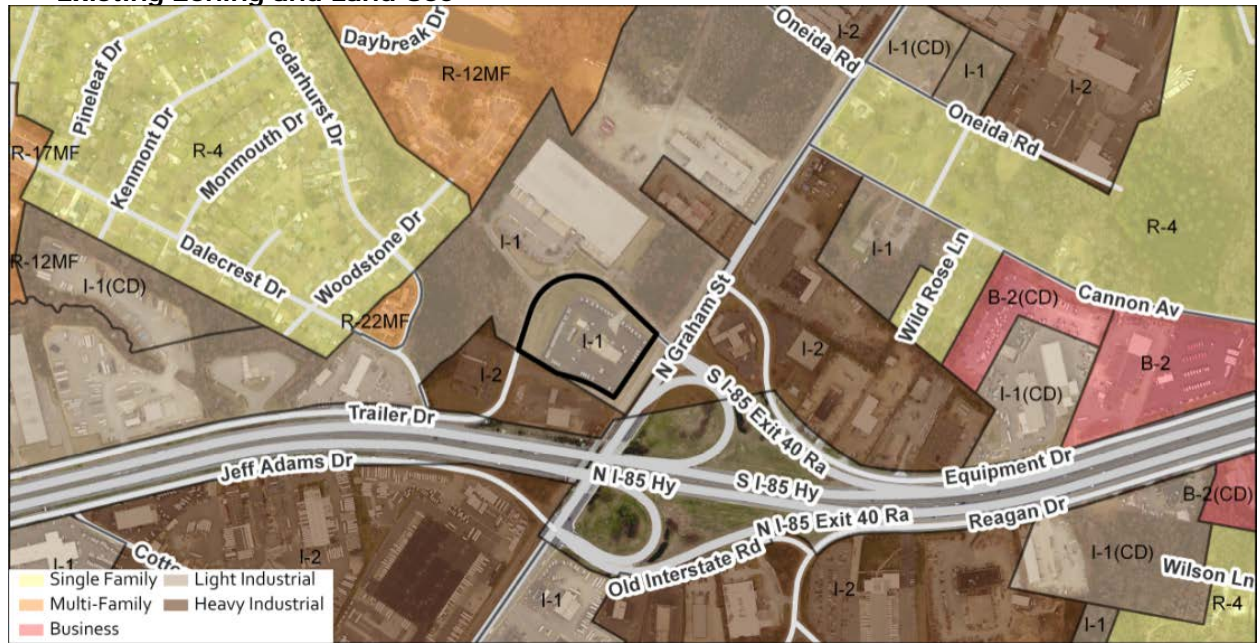 Existing Zoning and Land Use
Daybreak Dr
Oneida Rd
I-2
I-1(CD)
I-1
I-2
R-12MF
Cedarhurst Dr
Pineleaf Dr
Kenmont Dr
R-4
Monmouth Dr
Oneida Rd
R-17MF
R-4
I-1
I-1
Dalecrest Dr
Woodstone Dr
N Graham St
Wild Rose Ln
R-12MF
I-1(CD)
B-2(CD)
Cannon Av
R-22MF
I-1
I-2
I-2
B-2
I-1(CD)
S I-85 Exit 40 Ra
Trailer Dr
Jeff Adams Dr
N I-85 Hy
S I-85 Hy
Equipment Dr
N I-85 Exit 40 Ra
Reagan Dr
B-2(CD)
I-1
Cotto
I-2
Old Interstate Rd
I-2
I-1(CD)
Wilson Ln
I-1
R-4
I-1
Single Family
Light Industrial
Multi-Family
Heavy Industrial
Business